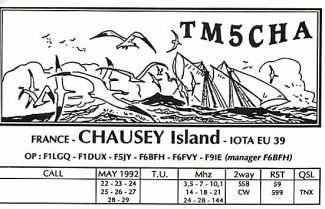 TM5CHA
FRANCE - CHAUSEY Island - IOTA EU 39
OP : F1LGQ - F1DUX - F5JY - F6BFH - F6FVY - F9IE (manager F6BFH)
CALL MAY 1992 T.U. Mhz 2way RST QSL
22 - 23 - 24 3,5 - 7 - 10,1 SSB 59 TNX
25 - 26 - 27 14 - 18 - 21 CW 599
28 - 29 24 - 28 - 144